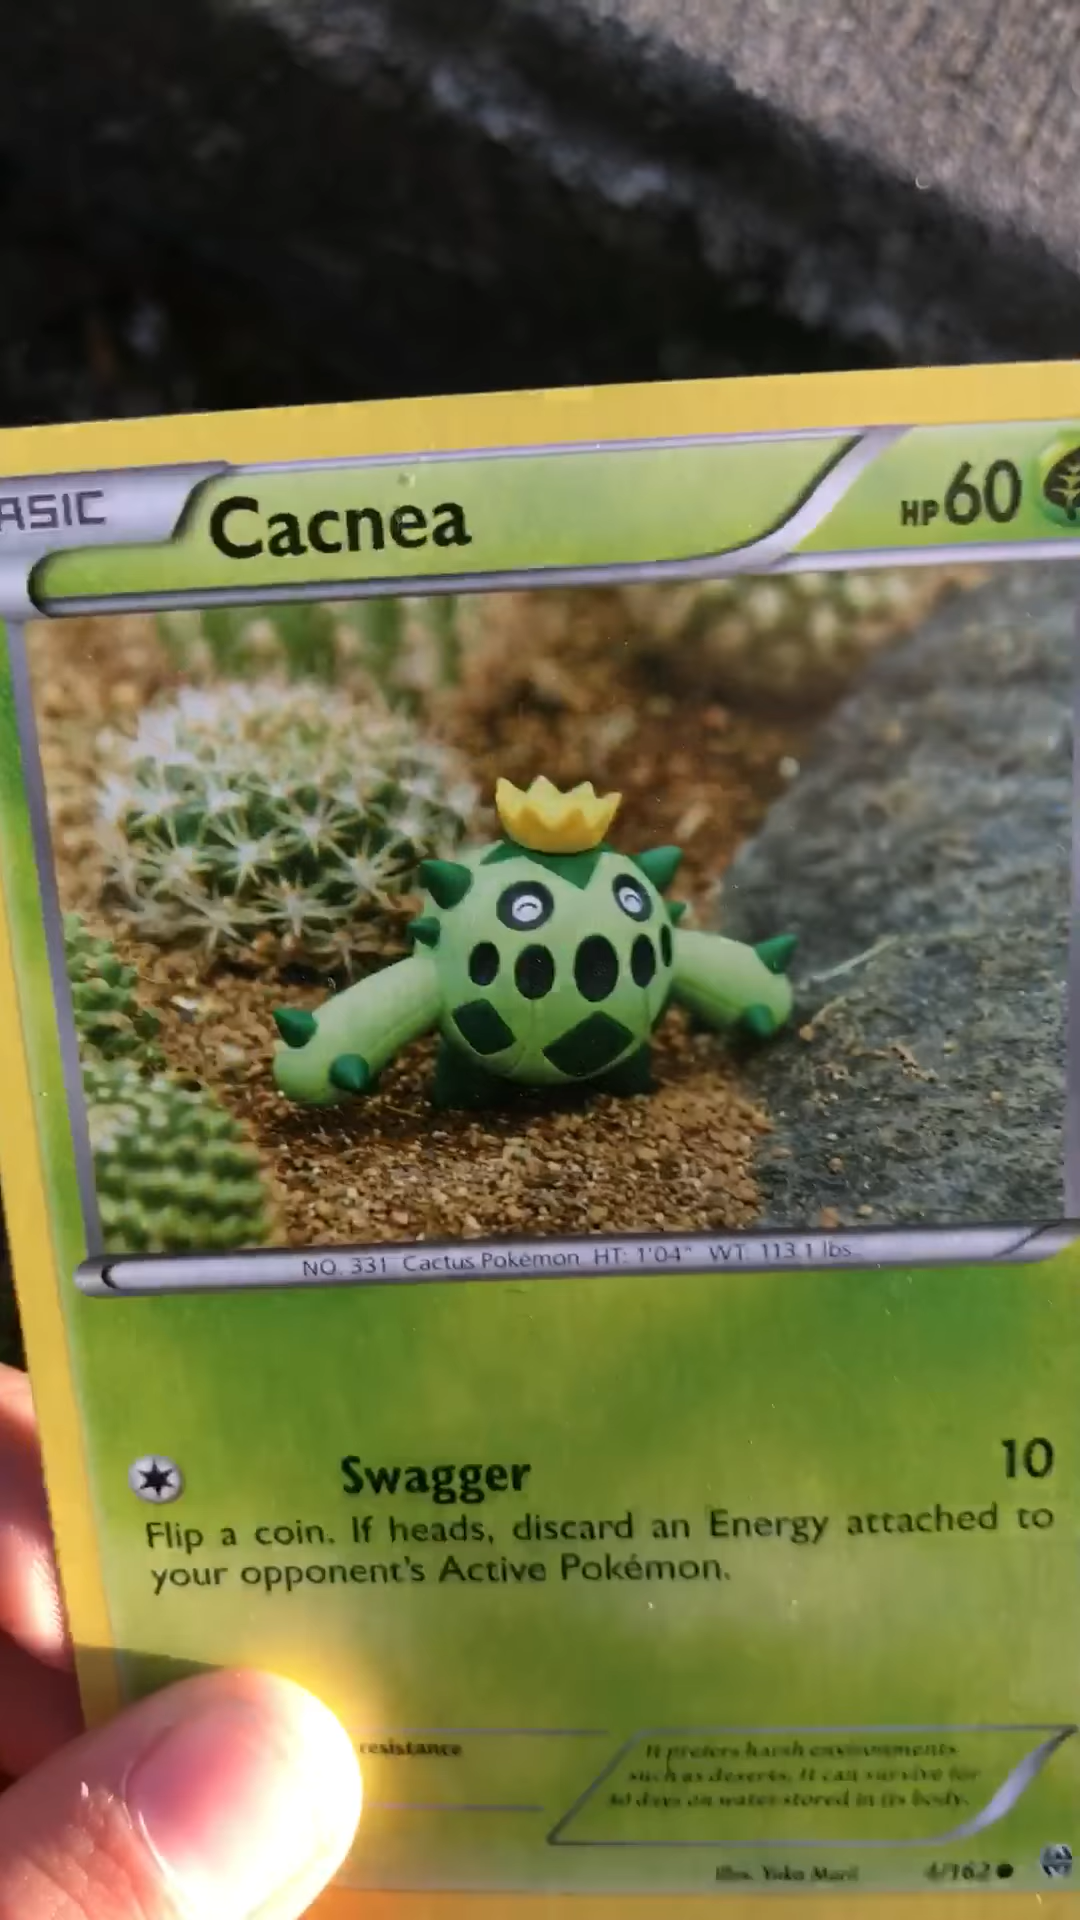 ASIC
Cacnea
HP 60
NO. 331 Cactus Pokémon HT: 1'04" WT: 113.1 lbs.
Swagger 10
Flip a coin. If heads, discard an Energy attached to
your opponent's Active Pokémon.
resistance
It prefers harsh environments
such as deserts. It can survive for
30 days on water stored in its body.
Illus. Yuka Morii
4/162